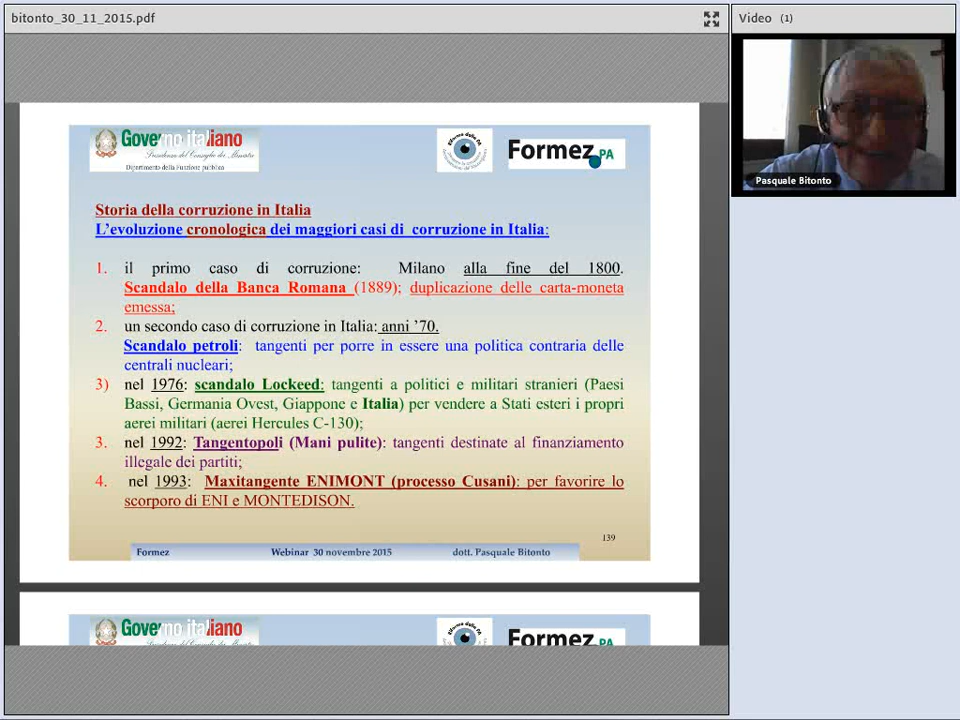 bitonto_30_11_2015.pdf
Video (1)
Governo italiano
Presidenza del Consiglio dei Ministri
Dipartimento della Funzione pubblica
Formez PA
Pasquale Bitonto
Storia della corruzione in Italia
L'evoluzione cronologica dei maggiori casi di corruzione in Italia:
1. il primo caso di corruzione: Milano alla fine del 1800.
Scandalo della Banca Romana (1889); duplicazione delle carta-moneta
emessa;
2. un secondo caso di corruzione in Italia: anni '70.
Scandalo petroli: tangenti per porre in essere una politica contraria delle
centrali nucleari;
3) nel 1976: scandalo Lockeed: tangenti a politici e militari stranieri (Paesi
Bassi, Germania Ovest, Giappone e Italia) per vendere a Stati esteri i propri
aerei militari (aerei Hercules C-130);
3. nel 1992: Tangentopoli (Mani pulite): tangenti destinate al finanziamento
illegale dei partiti;
4. nel 1993: Maxitangente ENIMONT (processo Cusani): per favorire lo
scorporo di ENI e MONTEDISON.
139
Formez Webinar 30 novembre 2015 dott. Pasquale Bitonto
Governo italiano
Formez PA